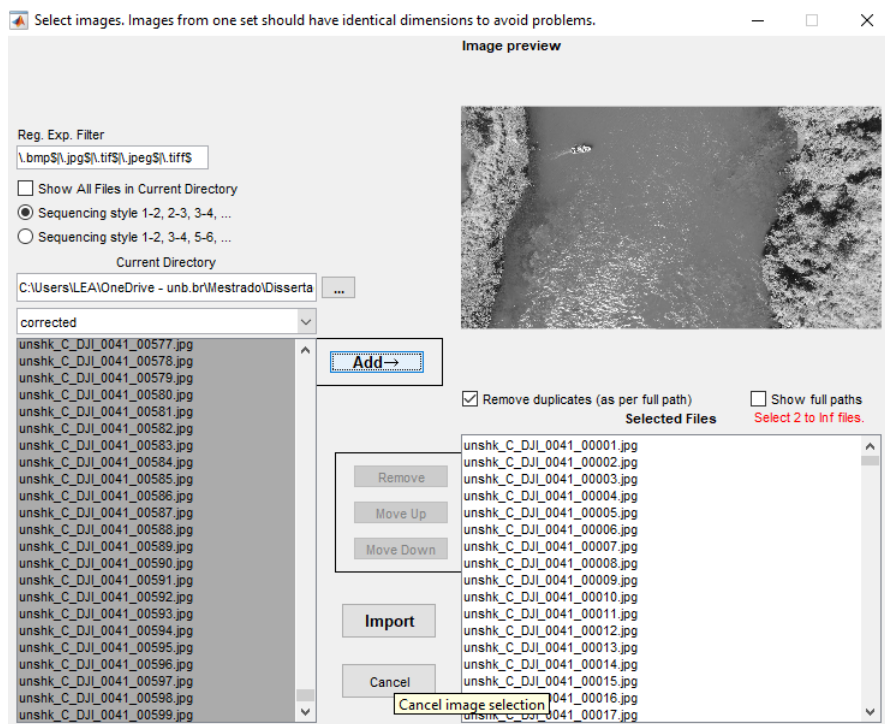 Select images. Images from one set should have identical dimensions to avoid problems.
Image preview
Reg. Exp. Filter
\.bmp$|\.jpg$|\.tif$|\.jpeg$|\.tiff$
Show All Files in Current Directory
Sequencing style 1-2, 2-3, 3-4, ...
Sequencing style 1-2, 3-4, 5-6, ...
Current Directory
C:\Users\LEA\OneDrive - unb.br\Mestrado\Disserta
...
corrected
unshk_C_DJI_0041_00577.jpg
unshk_C_DJI_0041_00578.jpg
unshk_C_DJI_0041_00579.jpg
unshk_C_DJI_0041_00580.jpg
unshk_C_DJI_0041_00581.jpg
unshk_C_DJI_0041_00582.jpg
unshk_C_DJI_0041_00583.jpg
unshk_C_DJI_0041_00584.jpg
unshk_C_DJI_0041_00585.jpg
unshk_C_DJI_0041_00586.jpg
unshk_C_DJI_0041_00587.jpg
unshk_C_DJI_0041_00588.jpg
unshk_C_DJI_0041_00589.jpg
unshk_C_DJI_0041_00590.jpg
unshk_C_DJI_0041_00591.jpg
unshk_C_DJI_0041_00592.jpg
unshk_C_DJI_0041_00593.jpg
unshk_C_DJI_0041_00594.jpg
unshk_C_DJI_0041_00595.jpg
unshk_C_DJI_0041_00596.jpg
unshk_C_DJI_0041_00597.jpg
unshk_C_DJI_0041_00598.jpg
unshk_C_DJI_0041_00599.jpg
Add→
Remove
Move Up
Move Down
Import
Cancel
Cancel image selection
Remove duplicates (as per full path)
Show full paths
Selected Files
Select 2 to Inf files.
unshk_C_DJI_0041_00001.jpg
unshk_C_DJI_0041_00002.jpg
unshk_C_DJI_0041_00003.jpg
unshk_C_DJI_0041_00004.jpg
unshk_C_DJI_0041_00005.jpg
unshk_C_DJI_0041_00006.jpg
unshk_C_DJI_0041_00007.jpg
unshk_C_DJI_0041_00008.jpg
unshk_C_DJI_0041_00009.jpg
unshk_C_DJI_0041_00010.jpg
unshk_C_DJI_0041_00011.jpg
unshk_C_DJI_0041_00012.jpg
unshk_C_DJI_0041_00013.jpg
unshk_C_DJI_0041_00014.jpg
unshk_C_DJI_0041_00015.jpg
041_00016.jpg
unshk_C_DJI_0041_00017.jpg